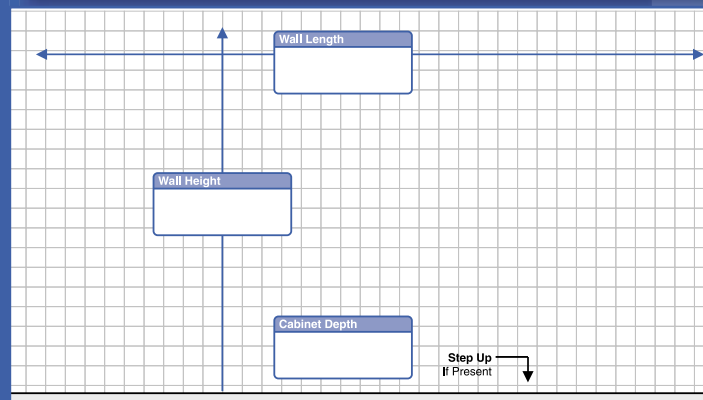 Wall Length
Wall Height
Cabinet Depth
Step Up
If Present